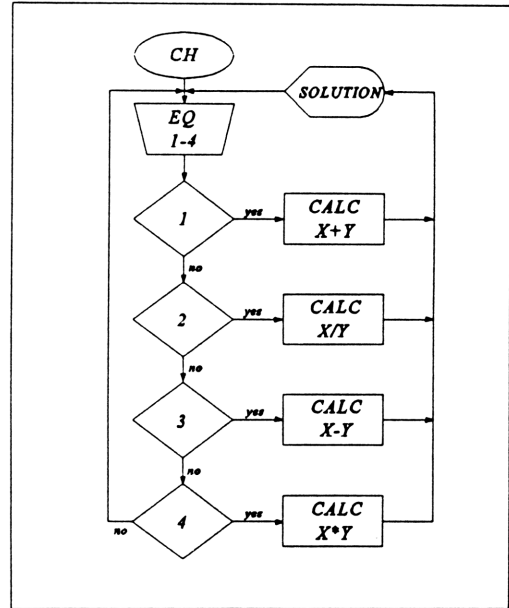 CH
SOLUTION
EQ
1-4
1
yes
CALC
X+Y
no
2
yes
CALC
X/Y
no
3
yes
CALC
X-Y
no
4
yes
CALC
X*Y
no